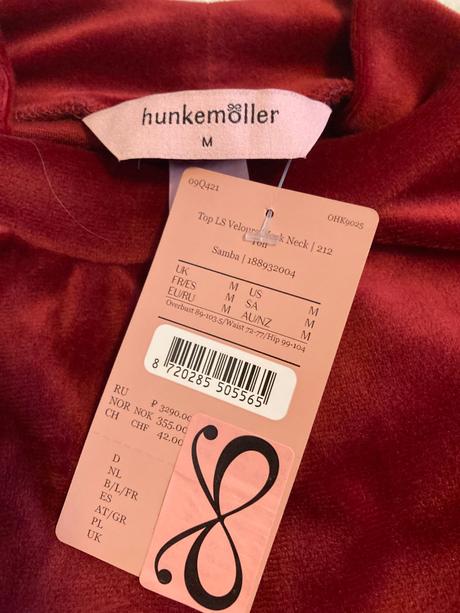 hunkemöller
M
09Q421
OHK9025
Top LS Velours Neck | 212
Samba | 188932004
UK M US M
FR/ES M SA M
EU/RU M AU/NZ M
Overbust 89-103.5/Waist 72-77/Hip 99-104
8 720285 505565
RU ₽ 3290.00
NOR NOK 355.00
CH CHF 42.00
D
NL
B/L/FR
ES
AT/GR
PL
UK